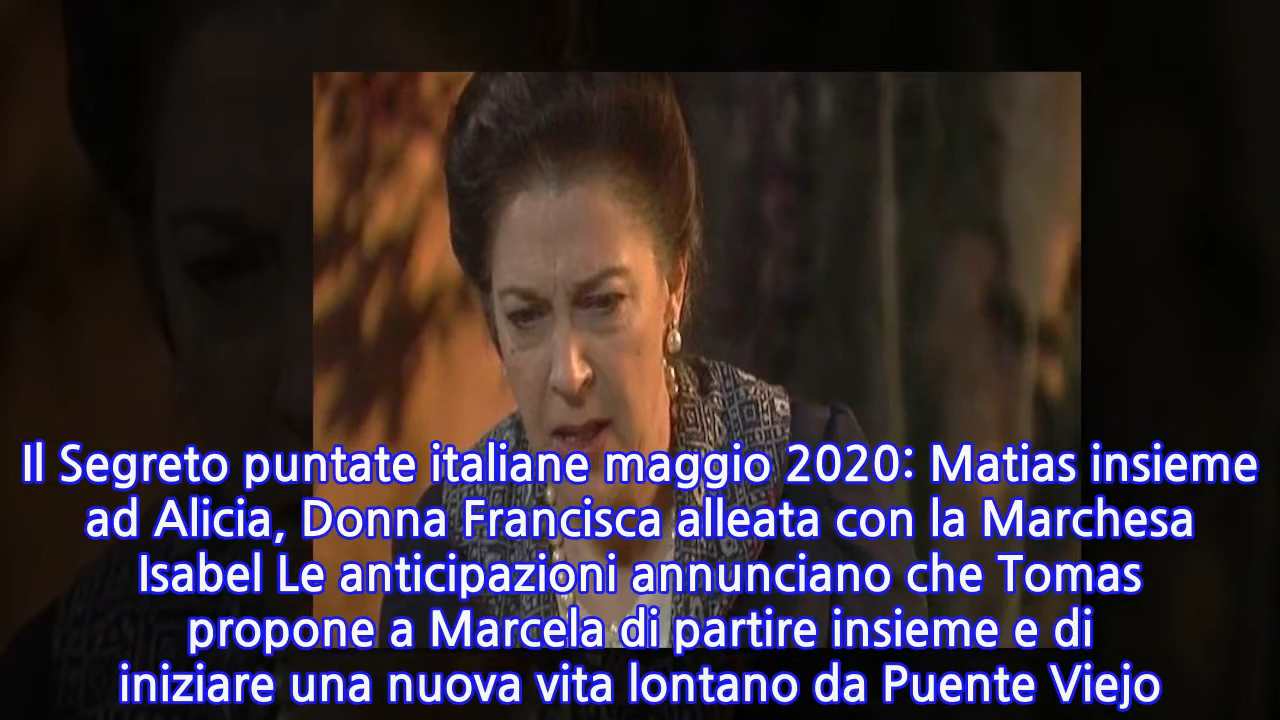 Il Segreto puntate italiane maggio 2020: Matias insieme
ad Alicia, Donna Francisca alleata con la Marchesa
Isabel Le anticipazioni annunciano che Tomas
propone a Marcela di partire insieme e di
iniziare una nuova vita lontano da Puente Viejo